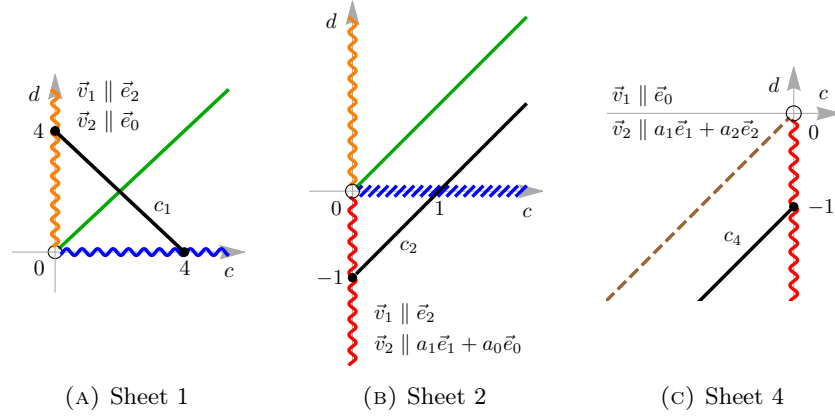 d
v⃗₁ ∥ e⃗₂
v⃗₂ ∥ e⃗₀
4
c₁
0
4
c
(A) Sheet 1
d
0
1
c
c₂
−1
v⃗₁ ∥ e⃗₂
v⃗₂ ∥ a₁e⃗₁ + a₀e⃗₀
(B) Sheet 2
d
c
v⃗₁ ∥ e⃗₀
v⃗₂ ∥ a₁e⃗₁ + a₂e⃗₂
0
−1
c₄
(C) Sheet 4